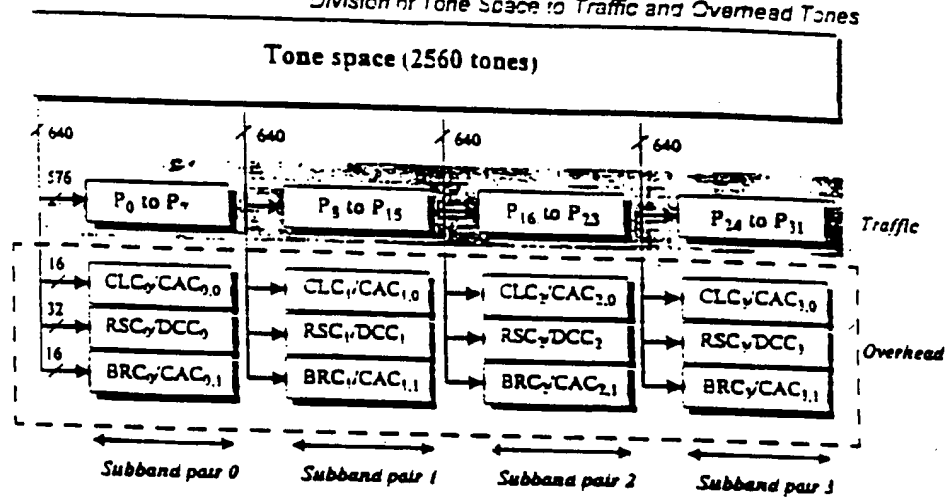 Division of Tone Space to Traffic and Overhead Tones
Tone space (2560 tones)
640 640 640 640
576
P0 to P7 P8 to P15 P16 to P23 P24 to P31
Traffic
16
CLC0/CAC0,0 CLC1/CAC1,0 CLC2/CAC2,0 CLC3/CAC3,0
32
RSC0/DCC0 RSC1/DCC1 RSC2/DCC2 RSC3/DCC3
Overhead
16
BRC0/CAC0,1 BRC1/CAC1,1 BRC2/CAC2,1 BRC3/CAC3,1
Subband pair 0 Subband pair 1 Subband pair 2 Subband pair 3